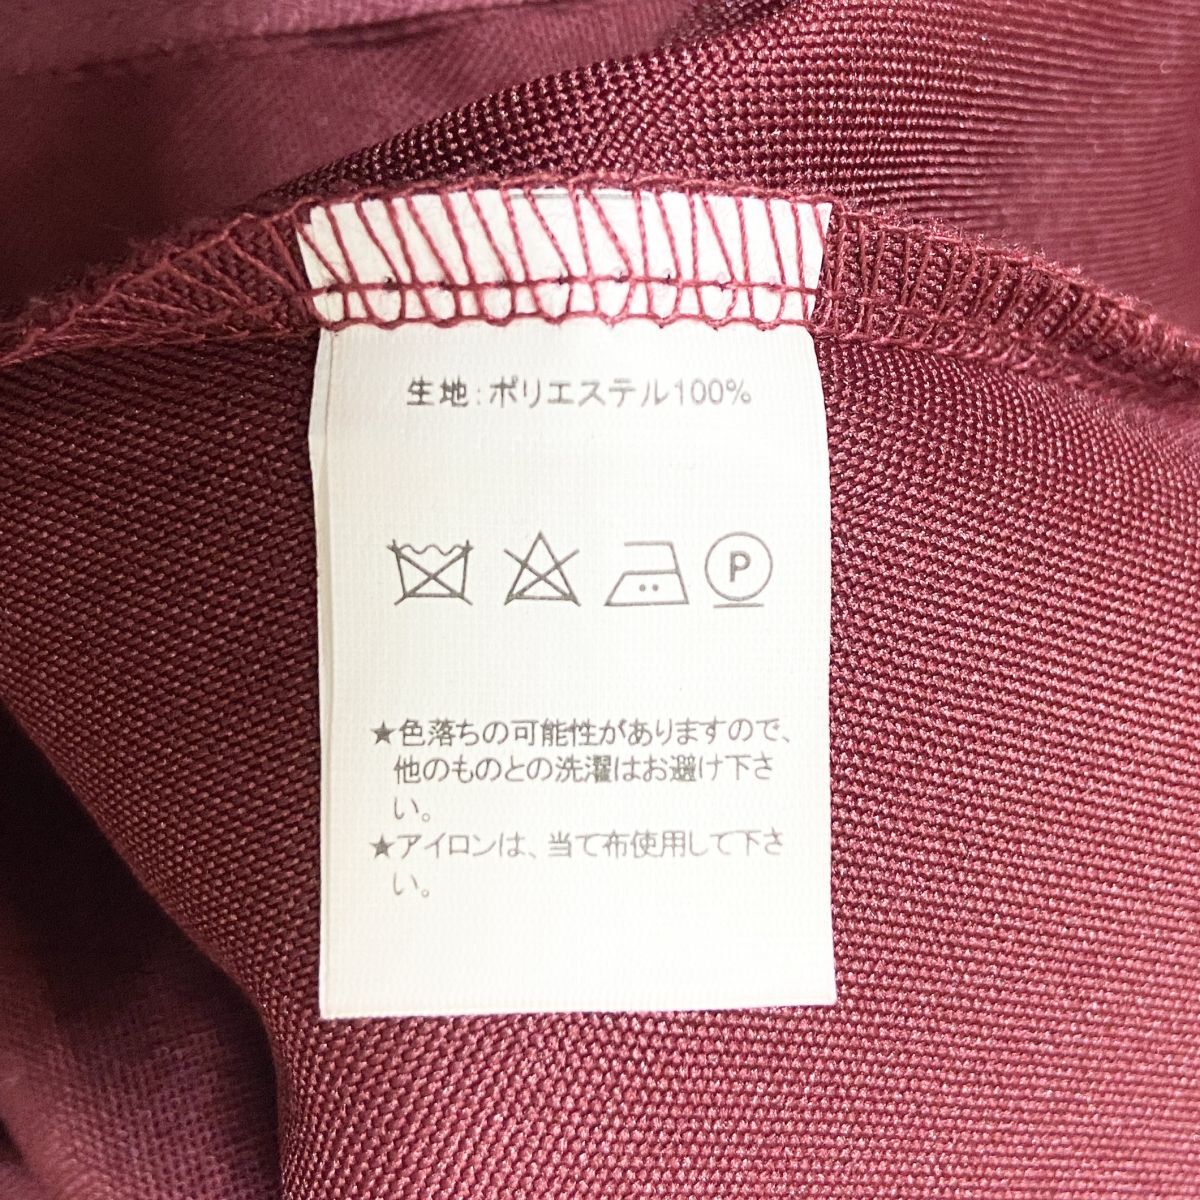 生地:ポリエステル100%
P
★色落ちの可能性がありますので、
他のものとの洗濯はお避け下さ
い。
★アイロンは、当て布使用して下さ
い。